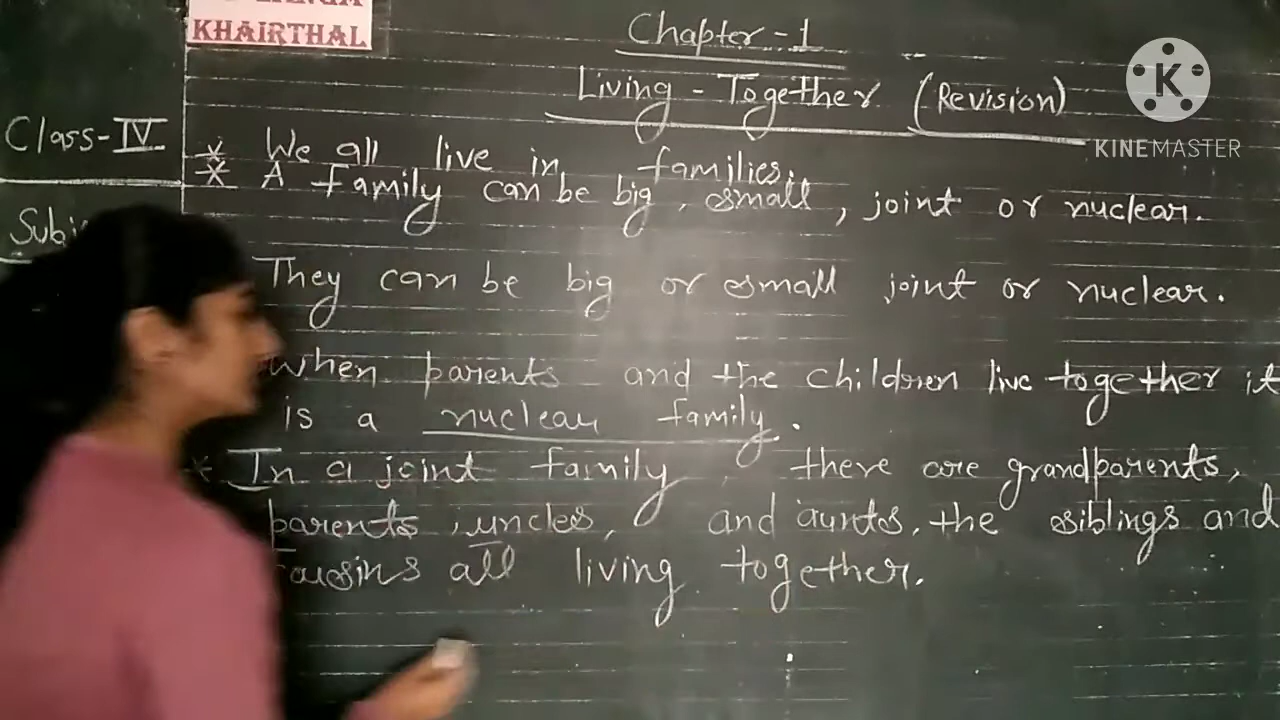 KHAIRTHAL
Chapter - 1
Living - Together (Revision)
K
KINEMASTER
Class-IV
* We all live in families.
* A family can be big, small, joint or nuclear.
They can be big or small joint or nuclear.
When parents and the children live together it
is a nuclear family.
* In a joint family, there are grandparents,
parents, uncles, and aunts, the siblings and
cousins all living together.